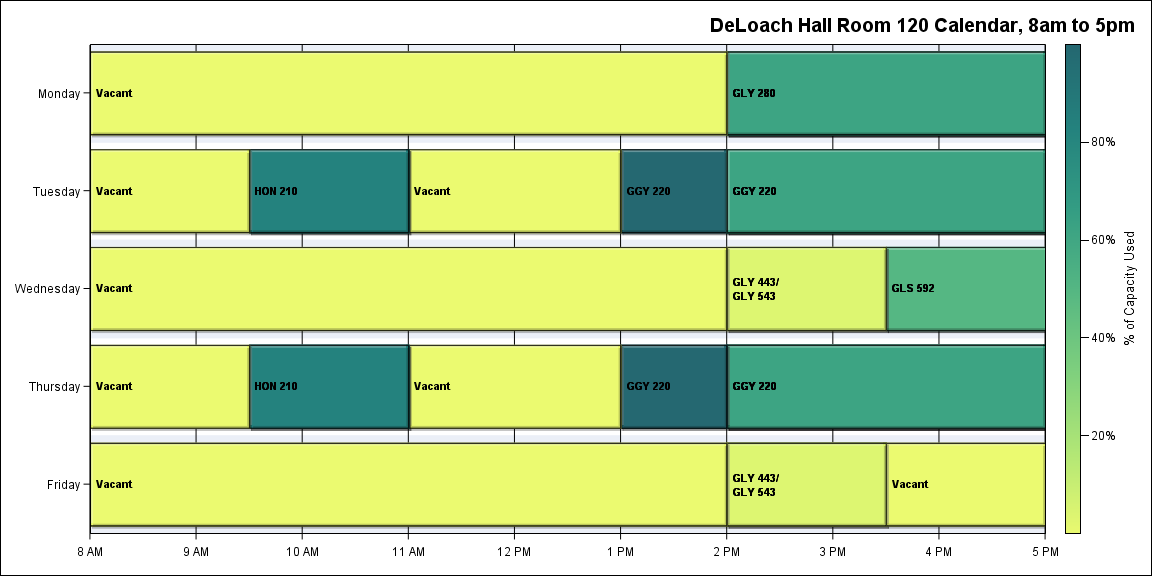 DeLoach Hall Room 120 Calendar, 8am to 5pm
Monday
Vacant
GLY 280
Tuesday
Vacant
HON 210
Vacant
GGY 220
GGY 220
Wednesday
Vacant
GLY 443/
GLY 543
GLS 592
Thursday
Vacant
HON 210
Vacant
GGY 220
GGY 220
Friday
Vacant
GLY 443/
GLY 543
Vacant
8 AM
9 AM
10 AM
11 AM
12 PM
1 PM
2 PM
3 PM
4 PM
5 PM
80%
60%
40%
20%
% of Capacity Used